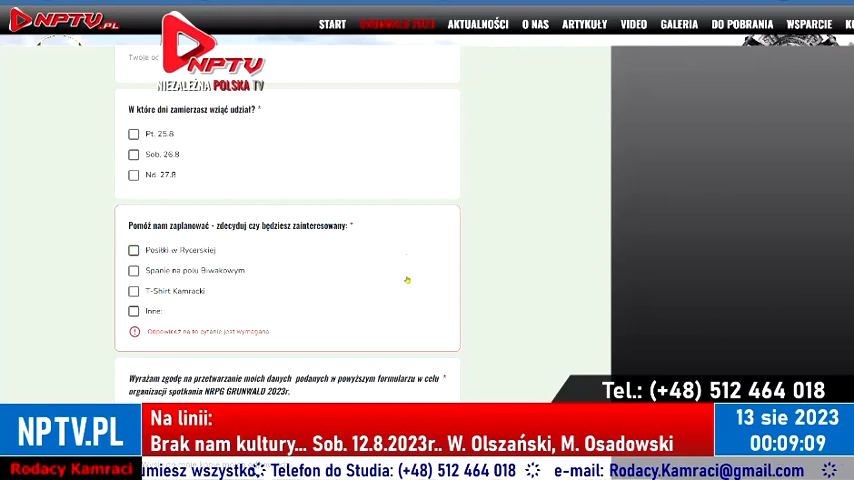 NPTV.PL
START GRUNWALD 2023 AKTUALNOŚCI O NAS ARTYKUŁY VIDEO GALERIA DO POBRANIA WSPARCIE
NPTV
NIEZALEŻNA POLSKA TV
Twoje
W które dni zamierzasz wziąć udział? *
Pt. 25.8
Sob. 26.8
Nd. 27.8
Pomóż nam zaplanować - zdecyduj czy będziesz zainteresowany: *
Posiłki w Rycerskiej
Spanie na polu Biwakowym
T-Shirt Kamracki
Inne:
Odpowiedź na to pytanie jest wymagana
Wyrażam zgodę na przetwarzanie moich danych podanych w powyższym formularzu w celu *
organizacji spotkania NRPG GRUNWALD 2023r.
Tel.: (+48) 512 464 018
NPTV.PL
Na linii:
Brak nam kultury... Sob. 12.8.2023r.. W. Olszański, M. Osadowski
13 sie 2023
00:09:09
Rodacy Kamraci
umiesz wszystko Telefon do Studia: (+48) 512 464 018 e-mail: Rodacy.Kamraci@gmail.com